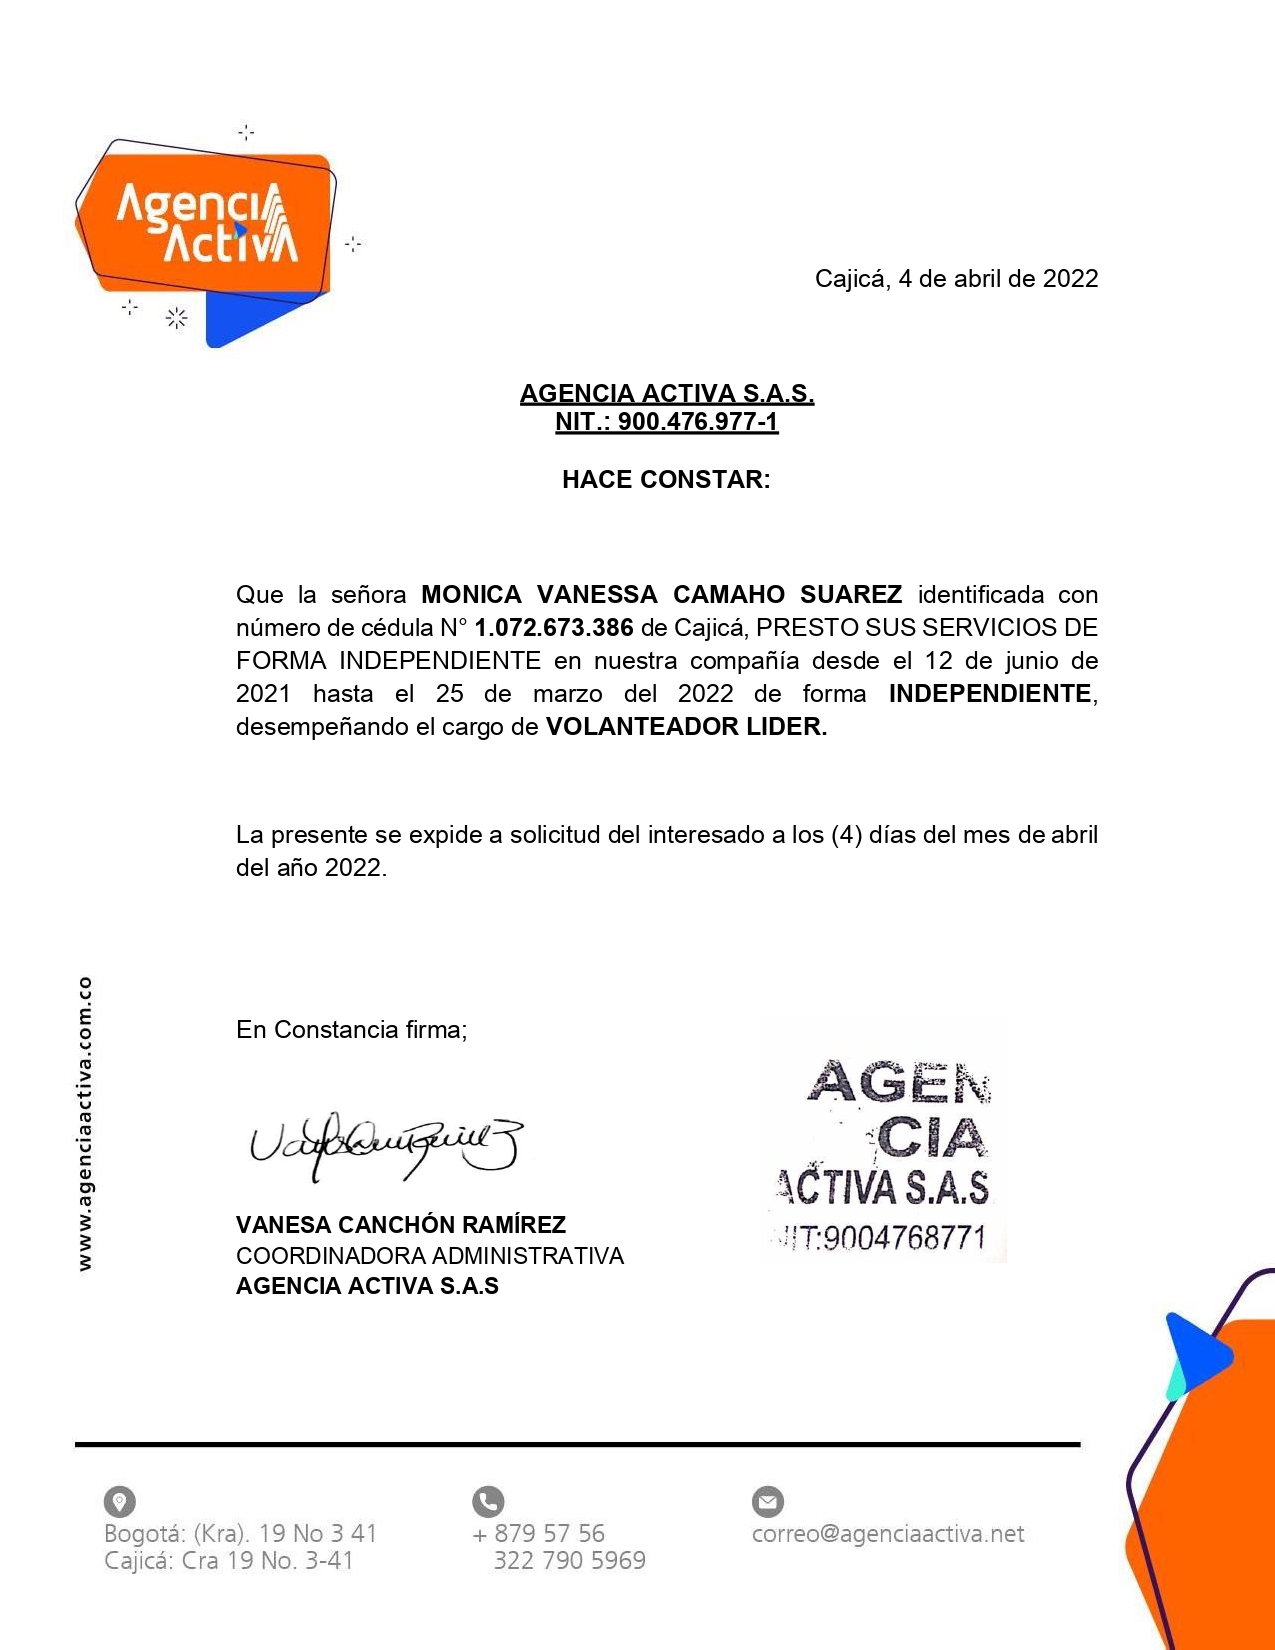 AgenciA
ActivA
Cajicá, 4 de abril de 2022
AGENCIA ACTIVA S.A.S.
NIT.: 900.476.977-1
HACE CONSTAR:
Que la señora MONICA VANESSA CAMAHO SUAREZ identificada con
número de cédula N° 1.072.673.386 de Cajicá, PRESTO SUS SERVICIOS DE
FORMA INDEPENDIENTE en nuestra compañía desde el 12 de junio de
2021 hasta el 25 de marzo del 2022 de forma INDEPENDIENTE,
desempeñando el cargo de VOLANTEADOR LIDER.
La presente se expide a solicitud del interesado a los (4) días del mes de abril
del año 2022.
www.agenciaactiva.com.co
En Constancia firma;
AGEN
CIA
ACTIVA S.A.S
NIT:9004768771
VANESA CANCHÓN RAMÍREZ
COORDINADORA ADMINISTRATIVA
AGENCIA ACTIVA S.A.S
Bogotá: (Kra). 19 No 3 41
Cajicá: Cra 19 No. 3-41
+ 879 57 56
322 790 5969
correo@agenciaactiva.net